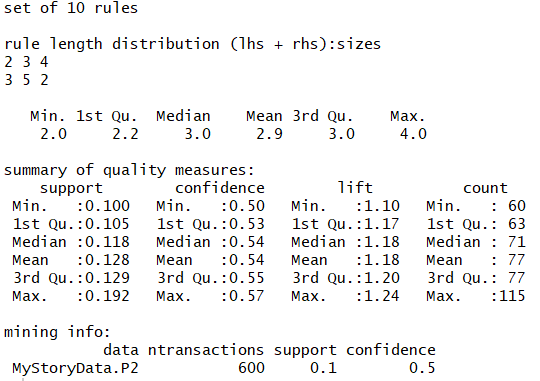 set of 10 rules

rule length distribution (lhs + rhs):sizes
2 3 4
3 5 2

   Min. 1st Qu.  Median    Mean 3rd Qu.    Max.
    2.0     2.2     3.0     2.9     3.0     4.0

summary of quality measures:
    support        confidence        lift          count
 Min.   :0.100   Min.   :0.50   Min.   :1.10   Min.   : 60
 1st Qu.:0.105   1st Qu.:0.53   1st Qu.:1.17   1st Qu.: 63
 Median :0.118   Median :0.54   Median :1.18   Median : 71
 Mean   :0.128   Mean   :0.54   Mean   :1.18   Mean   : 77
 3rd Qu.:0.129   3rd Qu.:0.55   3rd Qu.:1.20   3rd Qu.: 77
 Max.   :0.192   Max.   :0.57   Max.   :1.24   Max.   :115

mining info:
           data ntransactions support confidence
 MyStoryData.P2           600     0.1        0.5